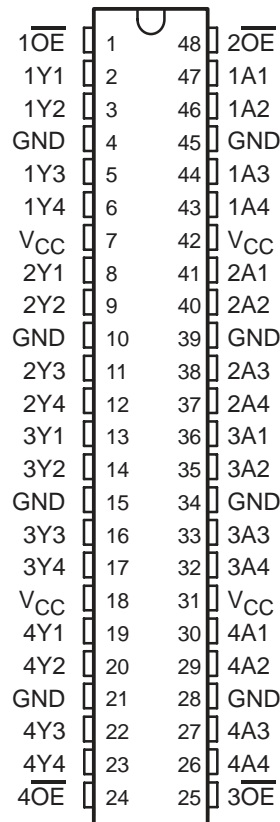 1O̅E̅ 1 48 2O̅E̅
1Y1 2 47 1A1
1Y2 3 46 1A2
GND 4 45 GND
1Y3 5 44 1A3
1Y4 6 43 1A4
VCC 7 42 VCC
2Y1 8 41 2A1
2Y2 9 40 2A2
GND 10 39 GND
2Y3 11 38 2A3
2Y4 12 37 2A4
3Y1 13 36 3A1
3Y2 14 35 3A2
GND 15 34 GND
3Y3 16 33 3A3
3Y4 17 32 3A4
VCC 18 31 VCC
4Y1 19 30 4A1
4Y2 20 29 4A2
GND 21 28 GND
4Y3 22 27 4A3
4Y4 23 26 4A4
4O̅E̅ 24 25 3O̅E̅